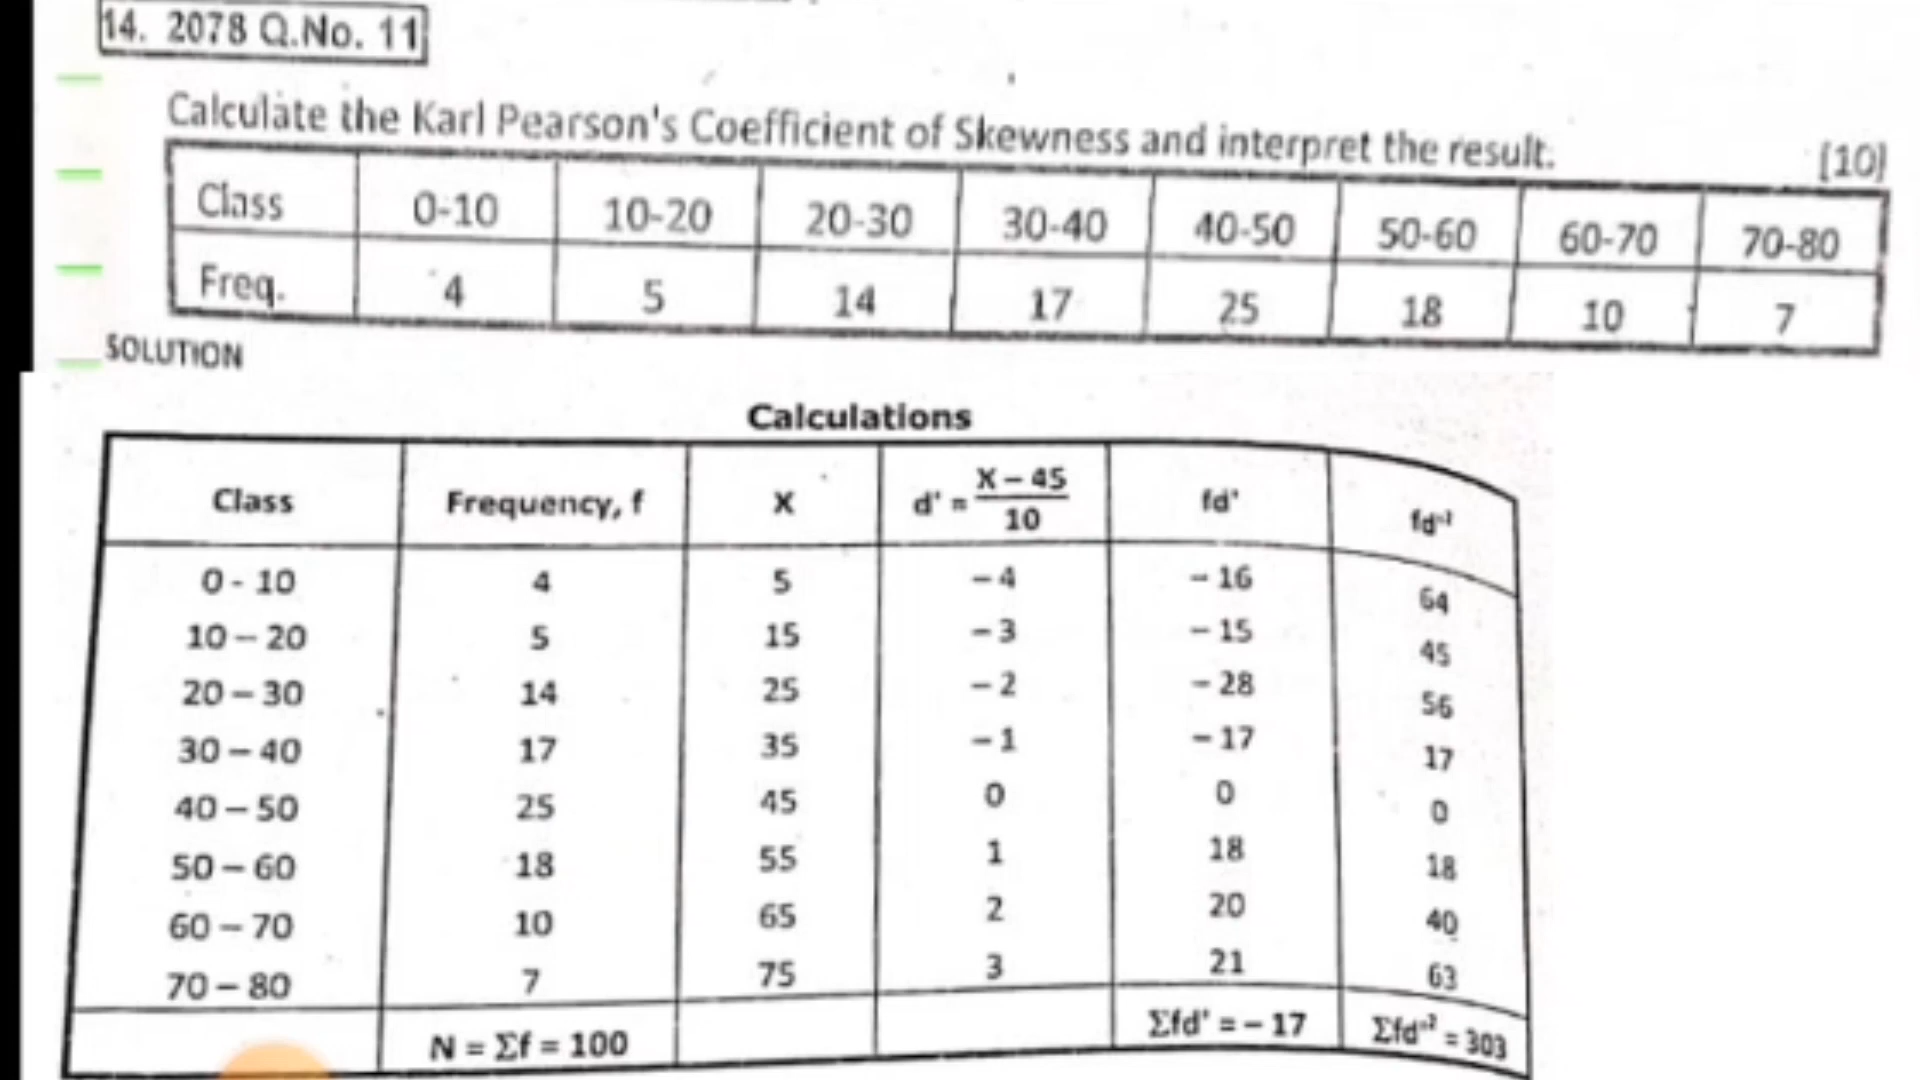 14. 2078 Q.No. 11
Calculate the Karl Pearson's Coefficient of Skewness and interpret the result. [10]
Class 0-10 10-20 20-30 30-40 40-50 50-60 60-70 70-80
Freq. 4 5 14 17 25 18 10 7
SOLUTION
Calculations
Class Frequency, f X d' = X – 45 / 10 fd' fd'²
0 - 10 4 5 – 4 – 16 64
10 – 20 5 15 – 3 – 15 45
20 – 30 14 25 – 2 – 28 56
30 – 40 17 35 – 1 – 17 17
40 – 50 25 45 0 0 0
50 – 60 18 55 1 18 18
60 – 70 10 65 2 20 40
70 – 80 7 75 3 21 63
N = Σf = 100 Σfd' = – 17 Σfd'² = 303